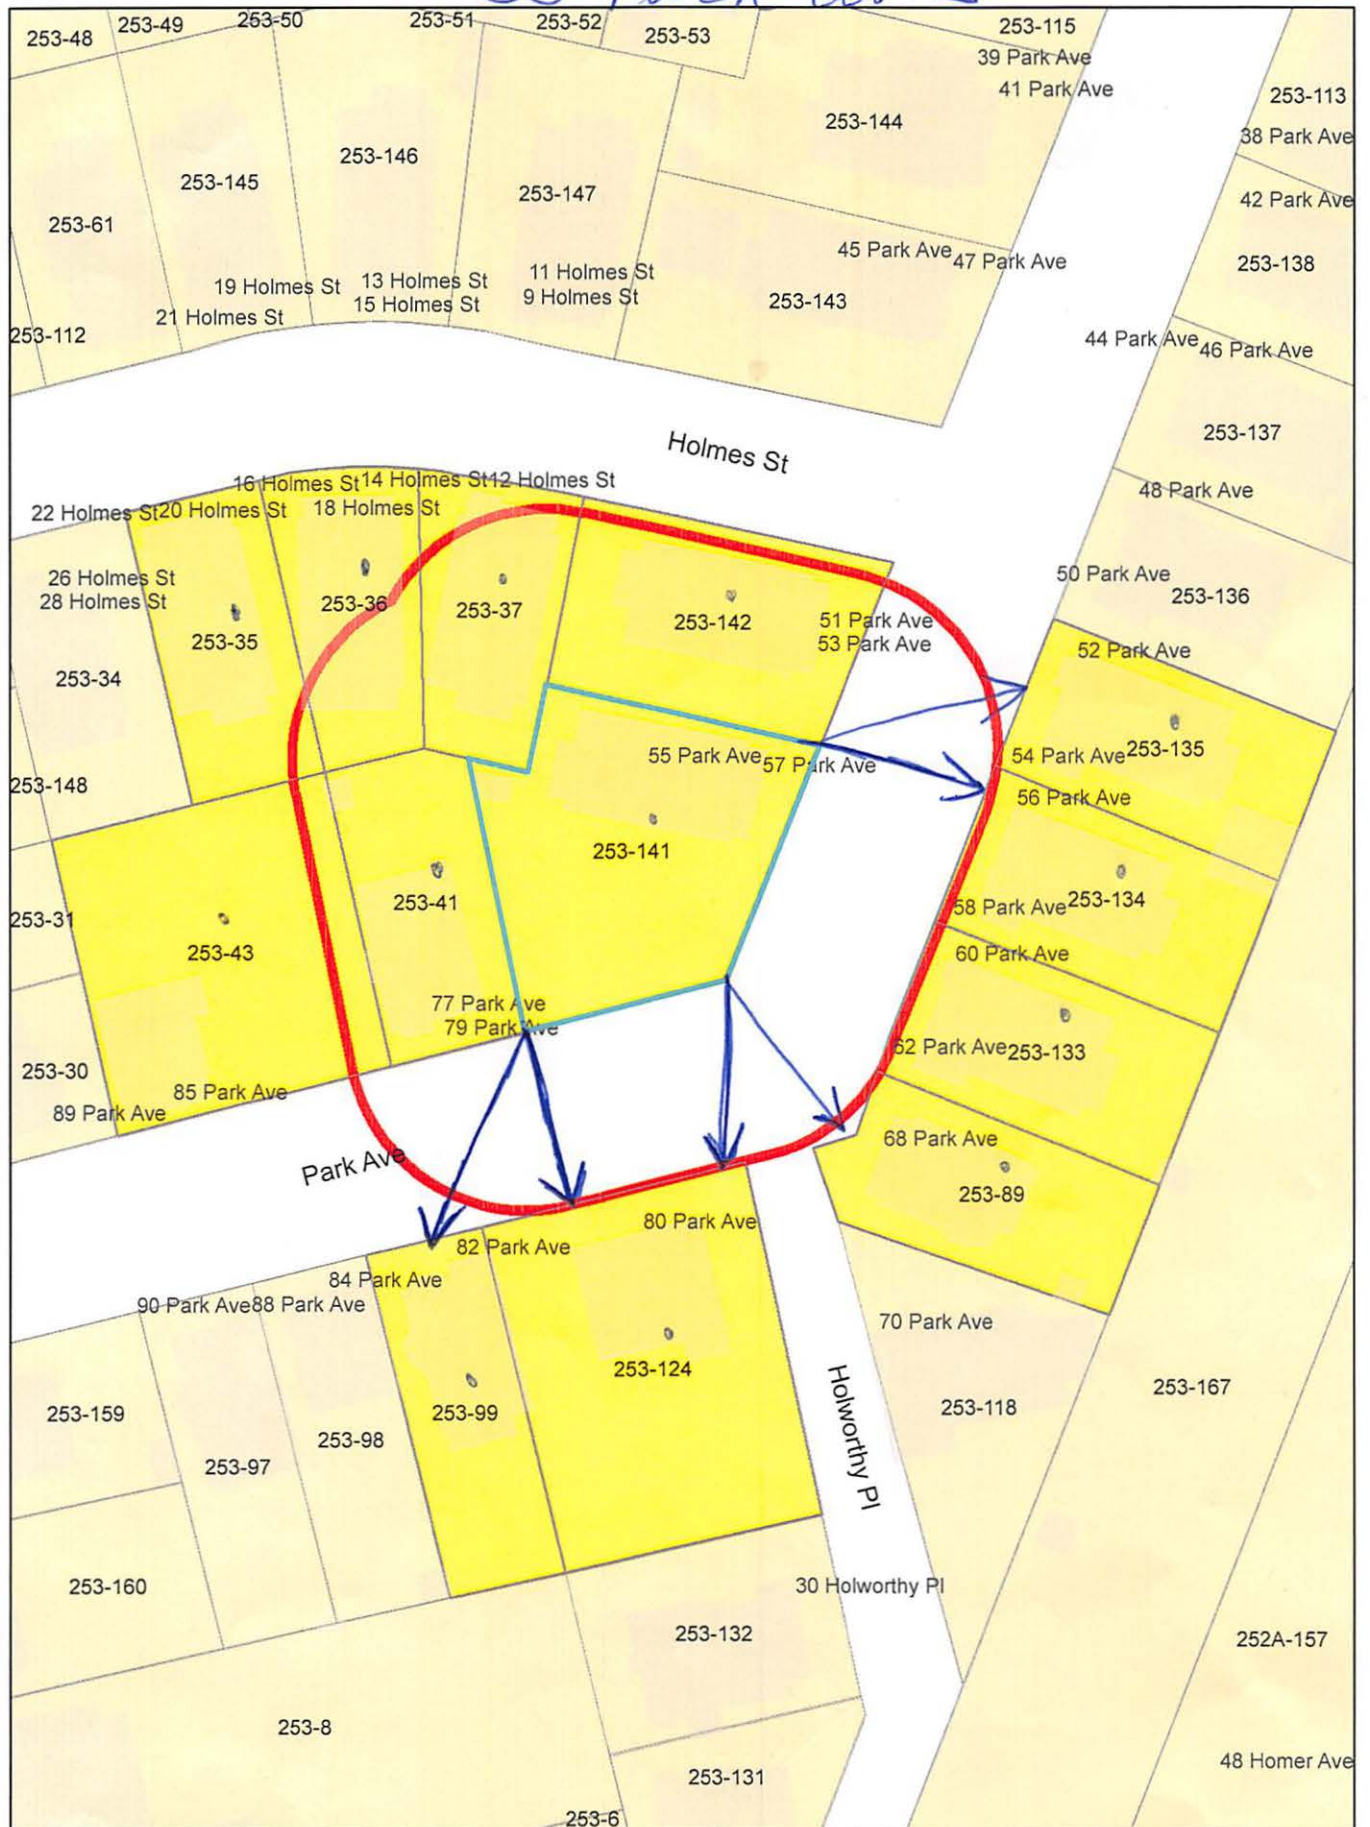 253-48
253-49
253-50
253-51
253-52
253-53
253-115
39 Park Ave
41 Park Ave
253-113
253-144
38 Park Ave
253-146
253-145
253-147
42 Park Ave
253-61
45 Park Ave
47 Park Ave
253-138
11 Holmes St
13 Holmes St
19 Holmes St
9 Holmes St
253-143
15 Holmes St
21 Holmes St
253-112
44 Park Ave
46 Park Ave
253-137
Holmes St
16 Holmes St
14 Holmes St
12 Holmes St
48 Park Ave
22 Holmes St
20 Holmes St
18 Holmes St
26 Holmes St
28 Holmes St
50 Park Ave
253-136
253-36
253-37
253-142
51 Park Ave
53 Park Ave
253-35
52 Park Ave
253-34
55 Park Ave
57 Park Ave
54 Park Ave
253-135
253-148
56 Park Ave
253-141
253-41
58 Park Ave
253-134
253-31
253-43
60 Park Ave
77 Park Ave
79 Park Ave
62 Park Ave
253-133
253-30
85 Park Ave
89 Park Ave
68 Park Ave
Park Ave
253-89
80 Park Ave
82 Park Ave
84 Park Ave
90 Park Ave
88 Park Ave
70 Park Ave
253-124
253-167
253-159
253-99
253-118
253-98
Holworthy Pl
253-97
253-160
30 Holworthy Pl
253-132
252A-157
253-8
253-131
48 Homer Ave
253-6